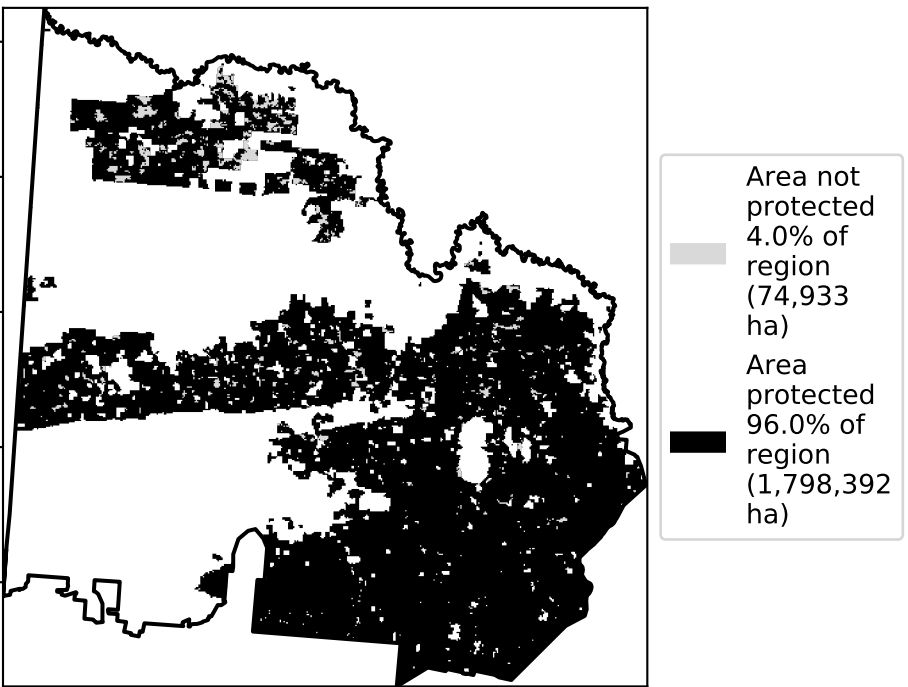 Area not
protected
4.0% of
region
(74,933
ha)
Area
protected
96.0% of
region
(1,798,392
ha)